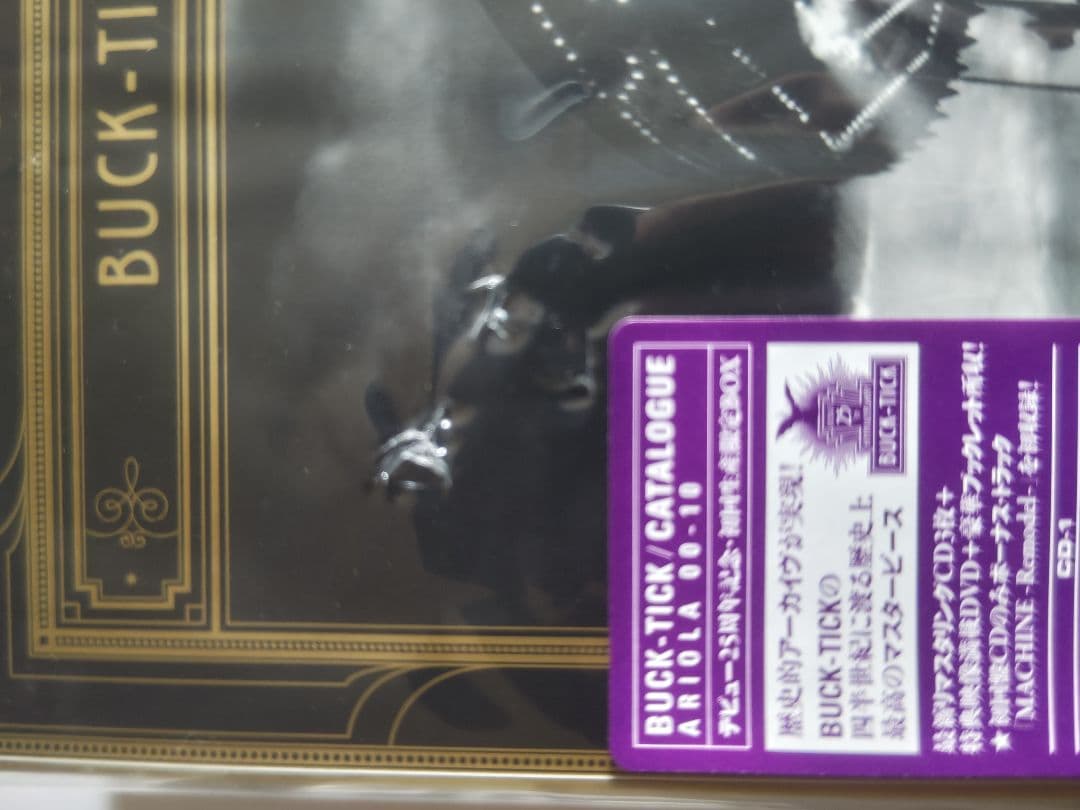 BUCK-TI
BUCK-TICK // CATALOGUE
ARIOLA 00-10
デビュー25周年記念・初回生産限定BOX
歴史的アーカイヴが実現!
BUCK-TICKの
四半世紀に渡る歴史上
最高のマスターピース
25
BUCK-TICK
最新リマスタリングCD3枚+
特典映像満載DVD+豪華ブックレット所収!
★初回盤CDのみボーナストラック
「MACHINE -Remodel-」を初収録!
CD-1